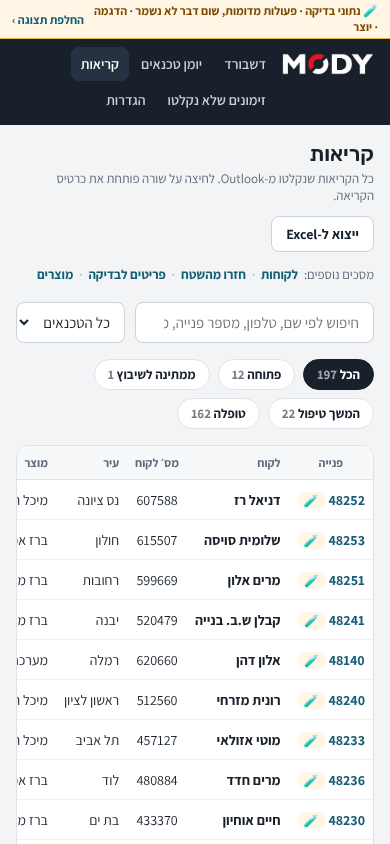 🧪 נתוני בדיקה · פעולות מדומות, שום דבר לא נשמר · הדגמה
· יוצר
החלפת תצוגה ›
MODY
דשבורד
יומן טכנאים
קריאות
זימונים שלא נקלטו
הגדרות
קריאות
כל הקריאות שנקלטו מ-Outlook. לחיצה על שורה פותחת את כרטיס
הקריאה.
ייצוא ל-Excel
מסכים נוספים: לקוחות · חזרו מהשטח · פריטים לבדיקה · מוצרים
חיפוש לפי שם, טלפון, מספר פנייה,
כל הטכנאים
הכל 197
פתוחה 12
ממתינה לשיבוץ 1
המשך טיפול 22
טופלה 162
פנייה לקוח מס׳ לקוח עיר מוצר
48252 🧪 דניאל רז 607588 נס ציונה מיכל
48253 🧪 שלומית סויסה 615507 חולון ברז
48251 🧪 מרים אלון 599669 רחובות ברז
48241 🧪 קבלן ש.ב. בנייה 520479 יבנה ברז
48140 🧪 אלון דהן 620660 רמלה
48240 🧪 רונית מזרחי 512560 ראשון לציון מיכל
48233 🧪 מוטי אזולאי 457127 תל אביב מיכל
48236 🧪 מרים חדד 480884 לוד ברז
48230 🧪 חיים אוחיון 433370 בת ים ברז